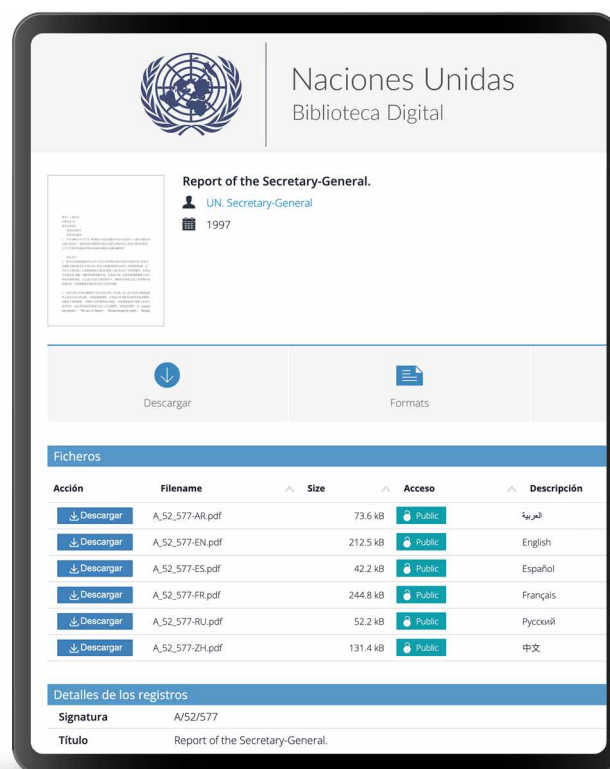 Naciones Unidas
Biblioteca Digital
Report of the Secretary-General.
UN. Secretary-General
1997
Descargar
Formats
Ficheros
Acción Filename Size Acceso Descripción
Descargar A_52_577-AR.pdf 73.6 kB Public العربية
Descargar A_52_577-EN.pdf 212.5 kB Public English
Descargar A_52_577-ES.pdf 42.2 kB Public Español
Descargar A_52_577-FR.pdf 244.8 kB Public Français
Descargar A_52_577-RU.pdf 52.2 kB Public Русский
Descargar A_52_577-ZH.pdf 131.4 kB Public 中文
Detalles de los registros
Signatura A/52/577
Título Report of the Secretary-General.